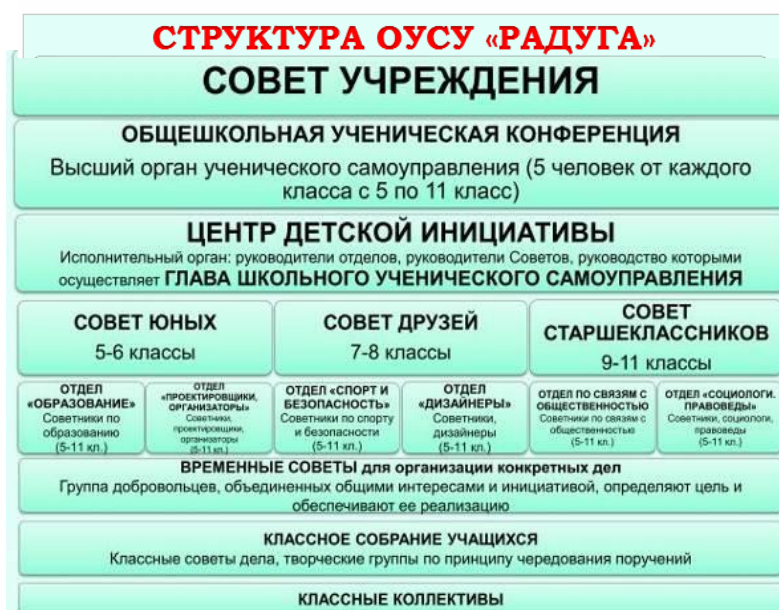 СТРУКТУРА ОУСУ «РАДУГА»
СОВЕТ УЧРЕЖДЕНИЯ
ОБЩЕШКОЛЬНАЯ УЧЕНИЧЕСКАЯ КОНФЕРЕНЦИЯ
Высший орган ученического самоуправления (5 человек от каждого
класса с 5 по 11 класс)
ЦЕНТР ДЕТСКОЙ ИНИЦИАТИВЫ
Исполнительный орган: руководители отделов, руководители Советов, руководство которыми
осуществляет ГЛАВА ШКОЛЬНОГО УЧЕНИЧЕСКОГО САМОУПРАВЛЕНИЯ
СОВЕТ ЮНЫХ
5-6 классы
СОВЕТ ДРУЗЕЙ
7-8 классы
СОВЕТ
СТАРШЕКЛАССНИКОВ
9-11 классы
ОТДЕЛ
«ОБРАЗОВАНИЕ»
Советники по
образованию
(5-11 кл.)
ОТДЕЛ
«ПРОЕКТИРОВЩИКИ,
ОРГАНИЗАТОРЫ»
Советники,
проектировщики,
организаторы
(5-11 кл.)
ОТДЕЛ «СПОРТ И
БЕЗОПАСНОСТЬ»
Советники по спорту
и безопасности
(5-11 кл.)
ОТДЕЛ
«ДИЗАЙНЕРЫ»
Советники,
дизайнеры
(5-11 кл.)
ОТДЕЛ ПО СВЯЗЯМ С
ОБЩЕСТВЕННОСТЬЮ
Советники по связям с
общественностью
(5-11 кл.)
ОТДЕЛ «СОЦИОЛОГИ.
ПРАВОВЕДЫ»
Советники, социологи,
правоведы
(5-11 кл.)
ВРЕМЕННЫЕ СОВЕТЫ для организации конкретных дел
Группа добровольцев, объединенных общими интересами и инициативой, определяют цель и
обеспечивают ее реализацию
КЛАССНОЕ СОБРАНИЕ УЧАЩИХСЯ
Классные советы дела, творческие группы по принципу чередования поручений
КЛАССНЫЕ КОЛЛЕКТИВЫ